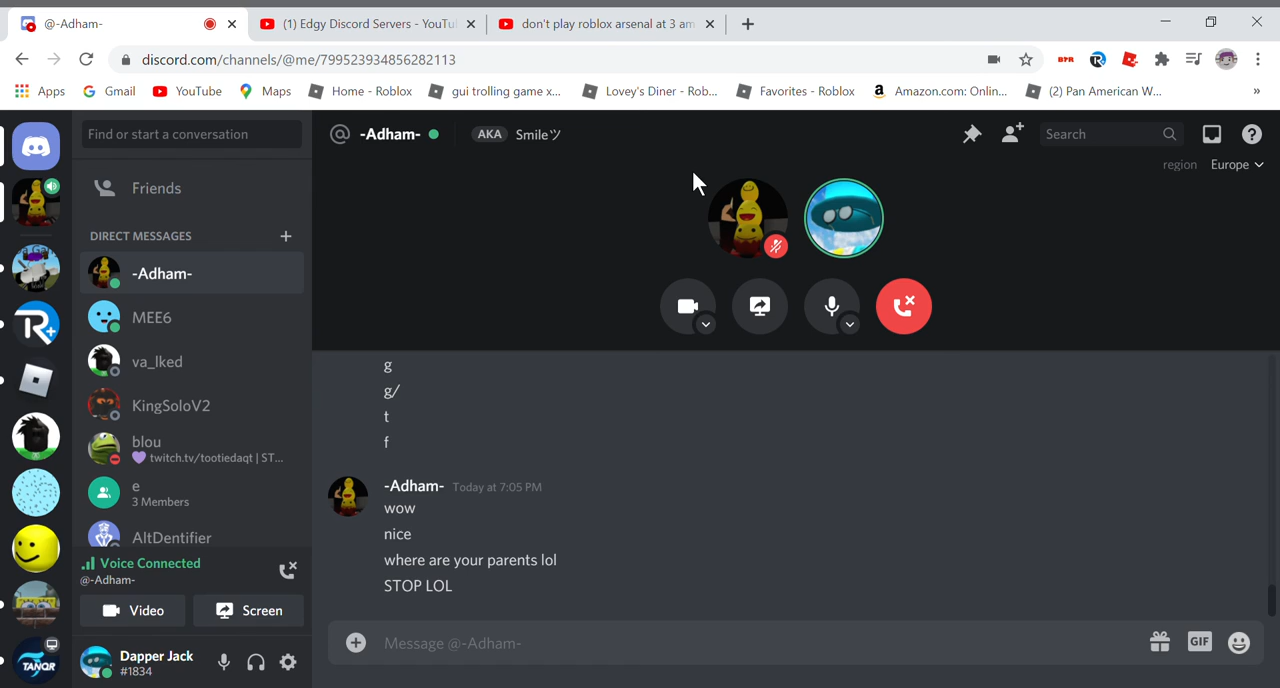 @-Adham-
(1) Edgy Discord Servers - YouTu
don't play roblox arsenal at 3 am
discord.com/channels/@me/799523934856282113
BTR
Apps
Gmail
YouTube
Maps
Home - Roblox
gui trolling game x...
Lovey's Diner - Rob...
Favorites - Roblox
Amazon.com: Onlin...
(2) Pan American W...
»
Find or start a conversation
@ -Adham-
AKA Smileツ
Search
region Europe
Friends
DIRECT MESSAGES
-Adham-
MEE6
va_lked
KingSoloV2
blou
twitch.tv/tootiedaqt | ST...
e
3 Members
AltDentifier
Voice Connected
@-Adham-
Video
Screen
Dapper Jack
#1834
TANQR
g
g/
t
f
-Adham- Today at 7:05 PM
wow
nice
where are your parents lol
STOP LOL
Message @-Adham-
GIF